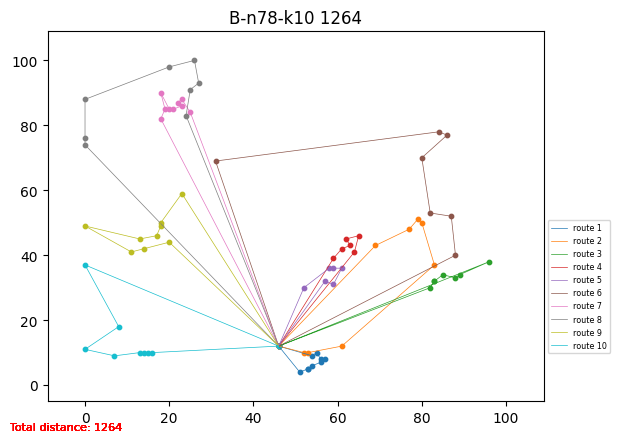 B-n78-k10 1264
100
80
60
40
20
0
0 20 40 60 80 100
route 1
route 2
route 3
route 4
route 5
route 6
route 7
route 8
route 9
route 10
Total distance: 1264